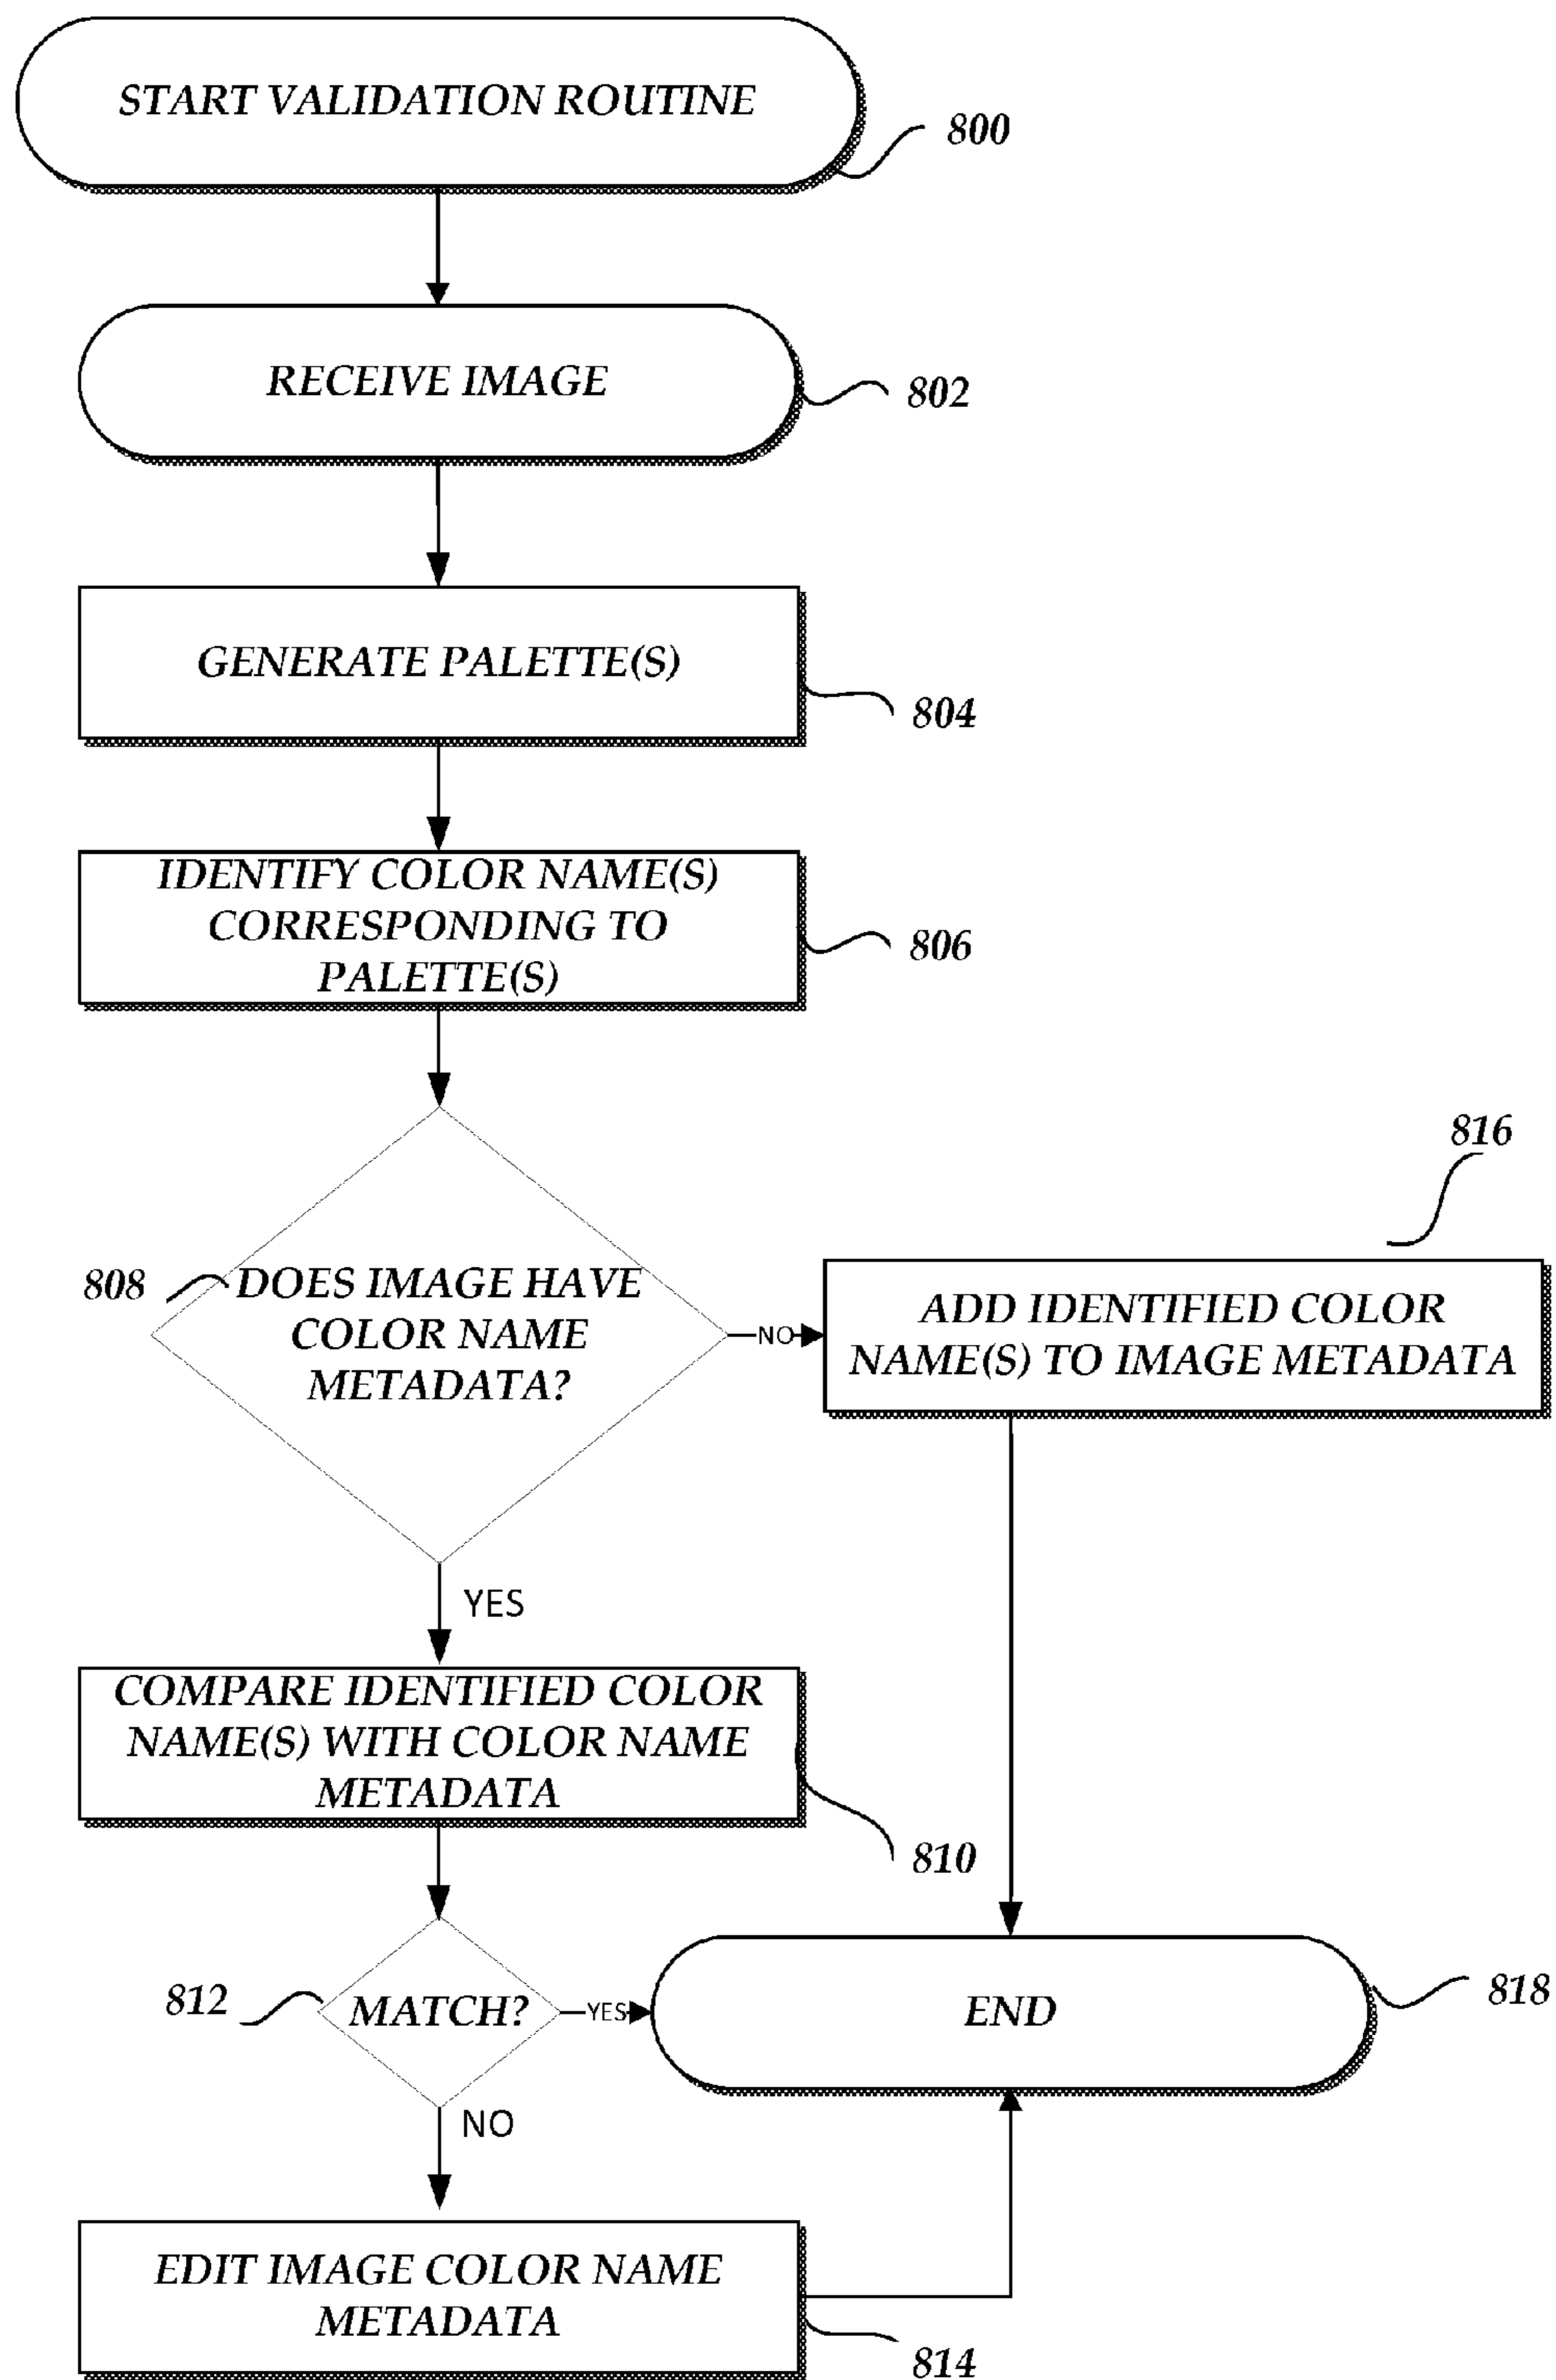 START VALIDATION ROUTINE
800
RECEIVE IMAGE
802
GENERATE PALETTE(S)
804
IDENTIFY COLOR NAME(S)
CORRESPONDING TO
PALETTE(S)
806
816
808
DOES IMAGE HAVE
COLOR NAME
METADATA?
NO
ADD IDENTIFIED COLOR
NAME(S) TO IMAGE METADATA
YES
COMPARE IDENTIFIED COLOR
NAME(S) WITH COLOR NAME
METADATA
810
812
MATCH?
YES
END
818
NO
EDIT IMAGE COLOR NAME
METADATA
814